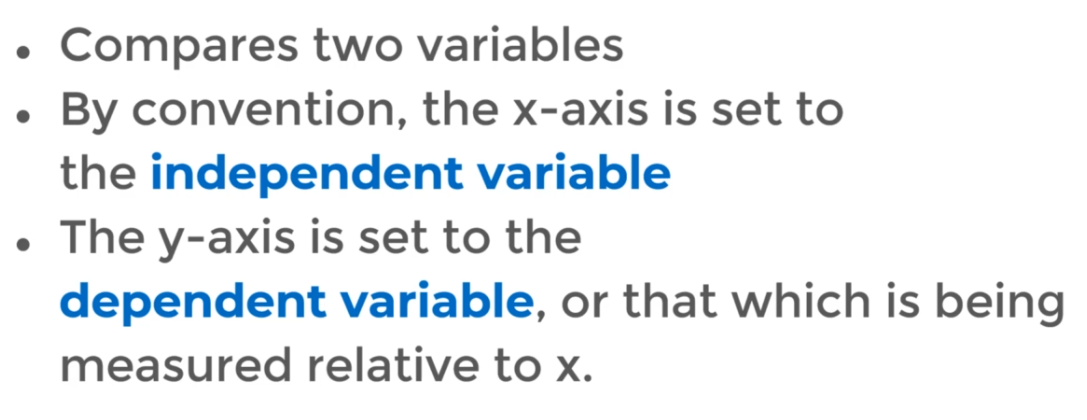 • Compares two variables
• By convention, the x-axis is set to
the independent variable
• The y-axis is set to the
dependent variable, or that which is being
measured relative to x.